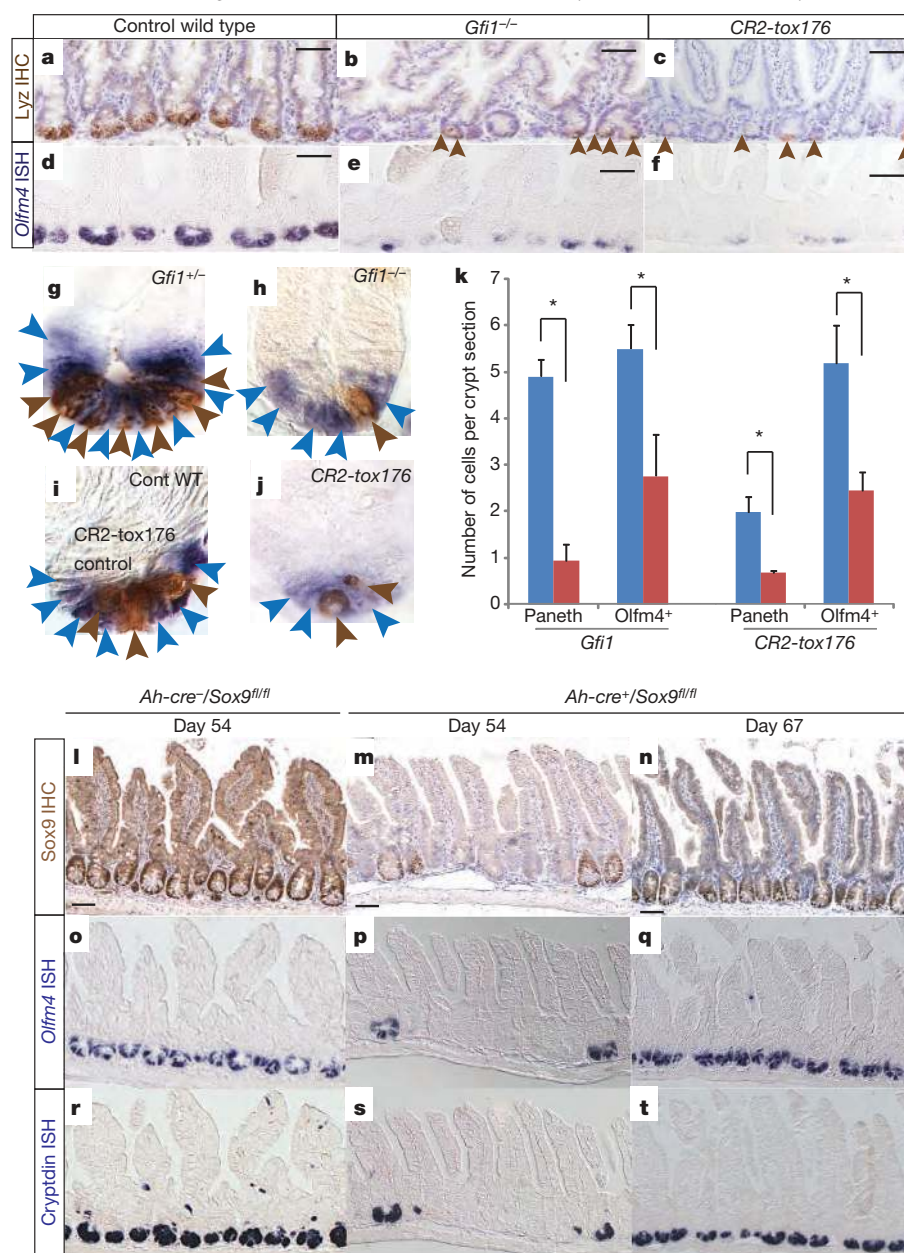 Control wild type
Gfi1–/–
CR2-tox176
Lyz IHC
a
b
c
Olfm4 ISH
d
e
f
g
Gfi1+/–
h
Gfi1–/–
i
Cont WT
CR2-tox176
control
j
CR2-tox176
k
Number of cells per crypt section
7
6
5
4
3
2
1
0
*
*
*
*
Paneth
Olfm4+
Paneth
Olfm4+
Gfi1
CR2-tox176
Ah-cre–/Sox9fl/fl
Ah-cre+/Sox9fl/fl
Day 54
Day 54
Day 67
Sox9 IHC
l
m
n
Olfm4 ISH
o
p
q
Cryptdin ISH
r
s
t